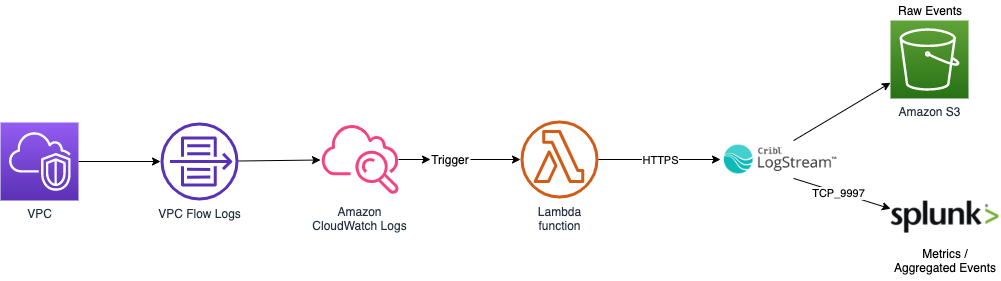 Raw Events
Amazon S3
VPC
VPC Flow Logs
Amazon
CloudWatch Logs
Trigger
Lambda
function
HTTPS
Cribl
LogStream™
TCP_9997
splunk>
Metrics /
Aggregated Events